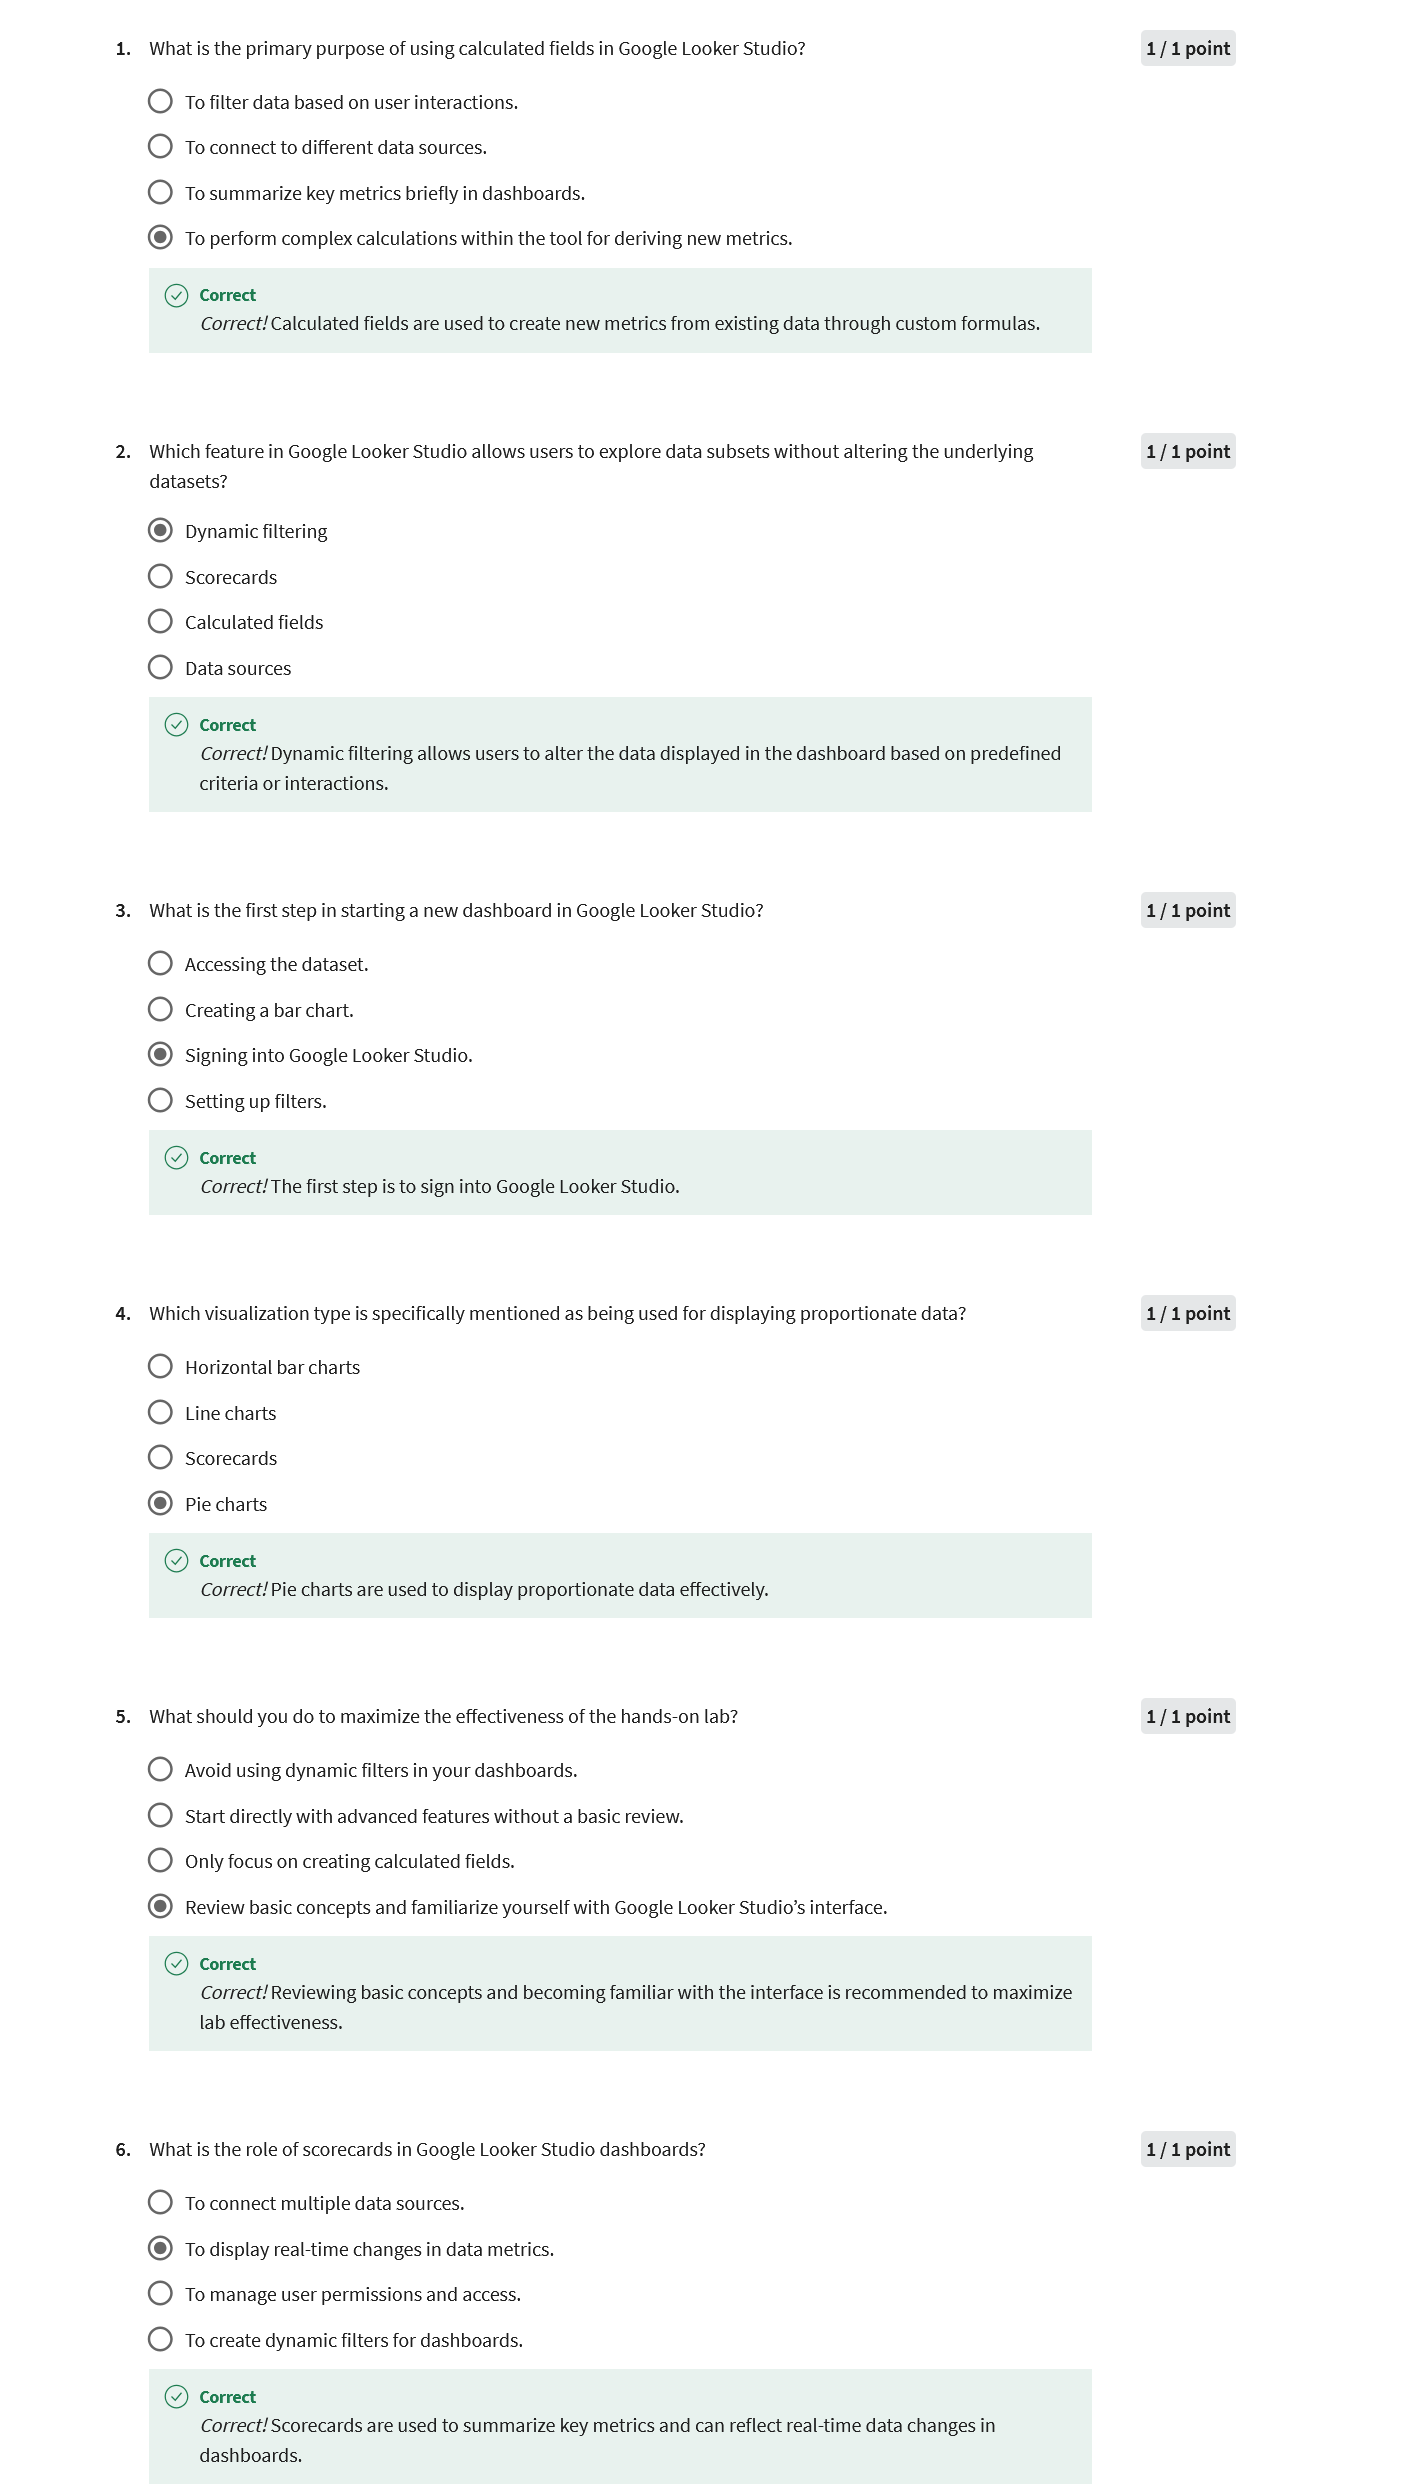 1. What is the primary purpose of using calculated fields in Google Looker Studio? 1 / 1 point
To filter data based on user interactions.
To connect to different data sources.
To summarize key metrics briefly in dashboards.
To perform complex calculations within the tool for deriving new metrics.
Correct
Correct! Calculated fields are used to create new metrics from existing data through custom formulas.
2. Which feature in Google Looker Studio allows users to explore data subsets without altering the underlying 1 / 1 point
datasets?
Dynamic filtering
Scorecards
Calculated fields
Data sources
Correct
Correct! Dynamic filtering allows users to alter the data displayed in the dashboard based on predefined
criteria or interactions.
3. What is the first step in starting a new dashboard in Google Looker Studio? 1 / 1 point
Accessing the dataset.
Creating a bar chart.
Signing into Google Looker Studio.
Setting up filters.
Correct
Correct! The first step is to sign into Google Looker Studio.
4. Which visualization type is specifically mentioned as being used for displaying proportionate data? 1 / 1 point
Horizontal bar charts
Line charts
Scorecards
Pie charts
Correct
Correct! Pie charts are used to display proportionate data effectively.
5. What should you do to maximize the effectiveness of the hands-on lab? 1 / 1 point
Avoid using dynamic filters in your dashboards.
Start directly with advanced features without a basic review.
Only focus on creating calculated fields.
Review basic concepts and familiarize yourself with Google Looker Studio’s interface.
Correct
Correct! Reviewing basic concepts and becoming familiar with the interface is recommended to maximize
lab effectiveness.
6. What is the role of scorecards in Google Looker Studio dashboards? 1 / 1 point
To connect multiple data sources.
To display real-time changes in data metrics.
To manage user permissions and access.
To create dynamic filters for dashboards.
Correct
Correct! Scorecards are used to summarize key metrics and can reflect real-time data changes in
dashboards.